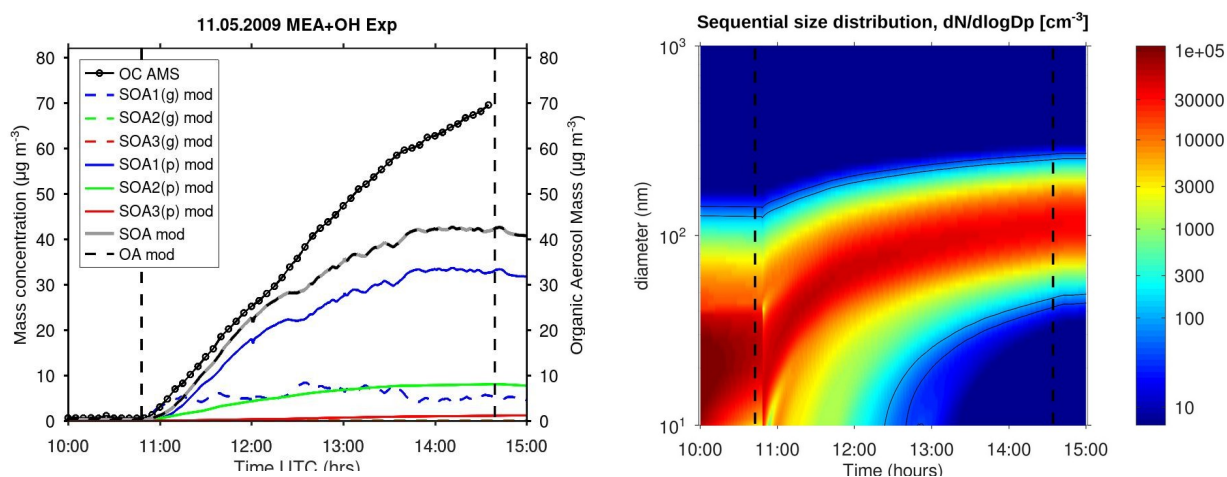 11.05.2009 MEA+OH Exp
Mass concentration (µg m-3)
80
70
60
50
40
30
20
10
0
OC AMS
SOA1(g) mod
SOA2(g) mod
SOA3(g) mod
SOA1(p) mod
SOA2(p) mod
SOA3(p) mod
SOA mod
OA mod
80
70
60
50
40
30
20
10
0
Organic Aerosol Mass (µg m-3)
10:00 11:00 12:00 13:00 14:00 15:00
Time UTC (hrs)
Sequential size distribution, dN/dlogDp [cm-3]
diameter (nm)
10³
10²
10¹
10:00 11:00 12:00 13:00 14:00 15:00
Time (hours)
1e+05
30000
10000
3000
1000
300
100
10